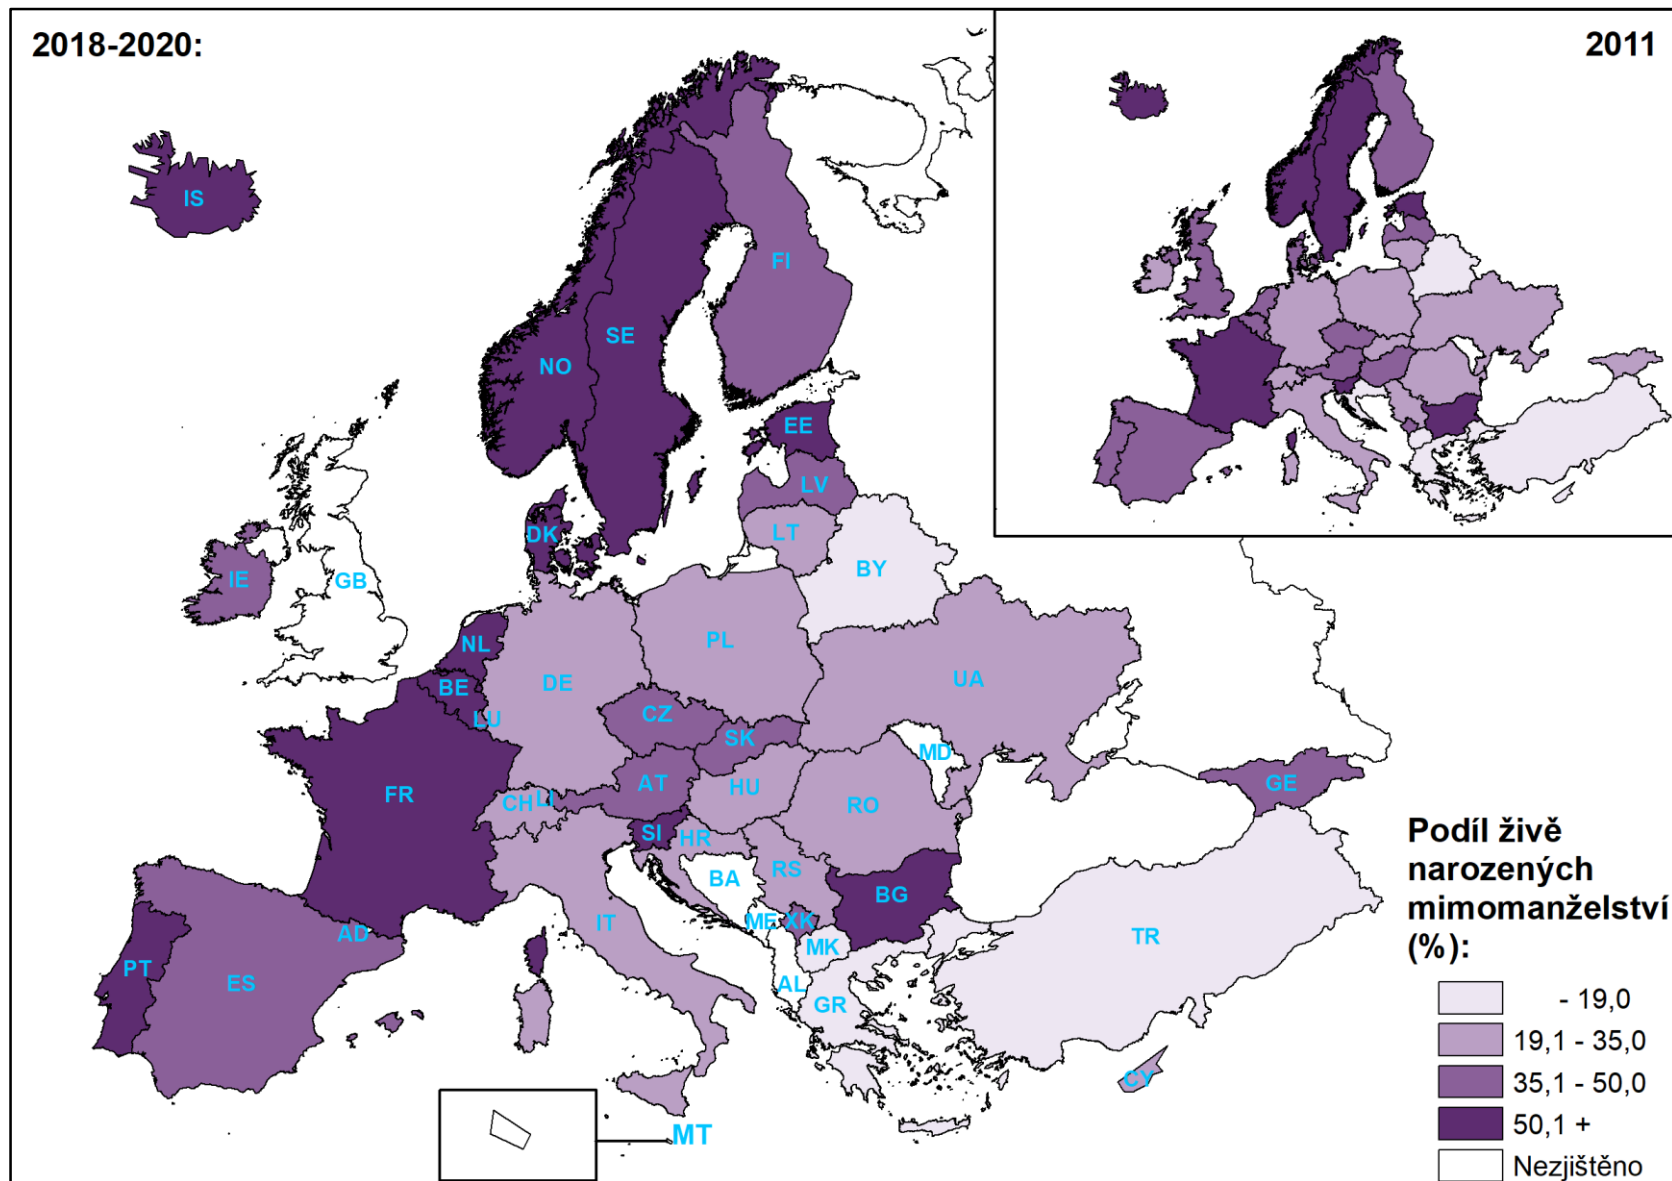 2018-2020:
2011
IS
FI
SE
NO
EE
LV
DK
LT
BY
IE
GB
NL
PL
BE
DE
UA
LU
CZ
SK
MD
AT
HU
GE
FR
CH
LI
RO
SI
HR
RS
BA
BG
ME
XK
IT
MK
TR
AD
PT
ES
AL
GR
CY
MT
Podíl živě
narozených
mimomanželství
(%):
- 19,0
19,1 - 35,0
35,1 - 50,0
50,1 +
Nezjištěno